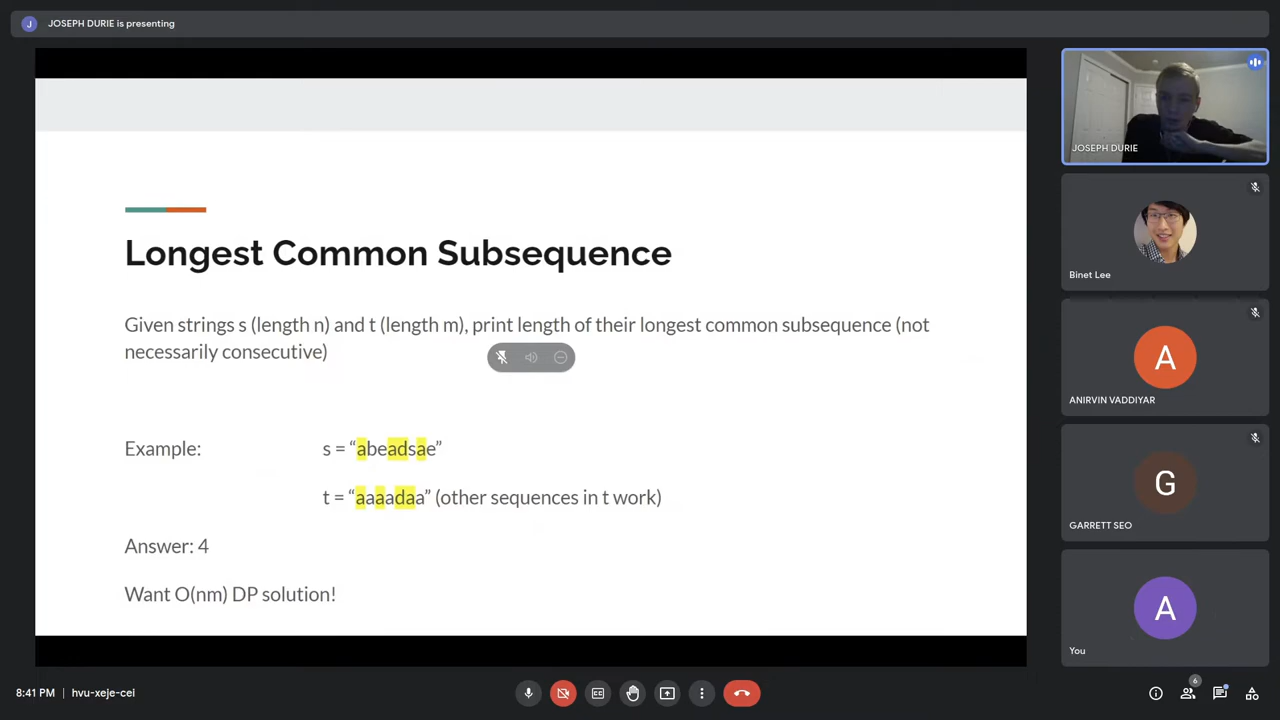 J
JOSEPH DURIE is presenting
Longest Common Subsequence
Given strings s (length n) and t (length m), print length of their longest common subsequence (not
necessarily consecutive)
Example: s = “abeadsae”
t = “aaaadaa” (other sequences in t work)
Answer: 4
Want O(nm) DP solution!
JOSEPH DURIE
Binet Lee
A
ANIRVIN VADDIYAR
G
GARRETT SEO
A
You
8:41 PM | hvu-xeje-cei
6